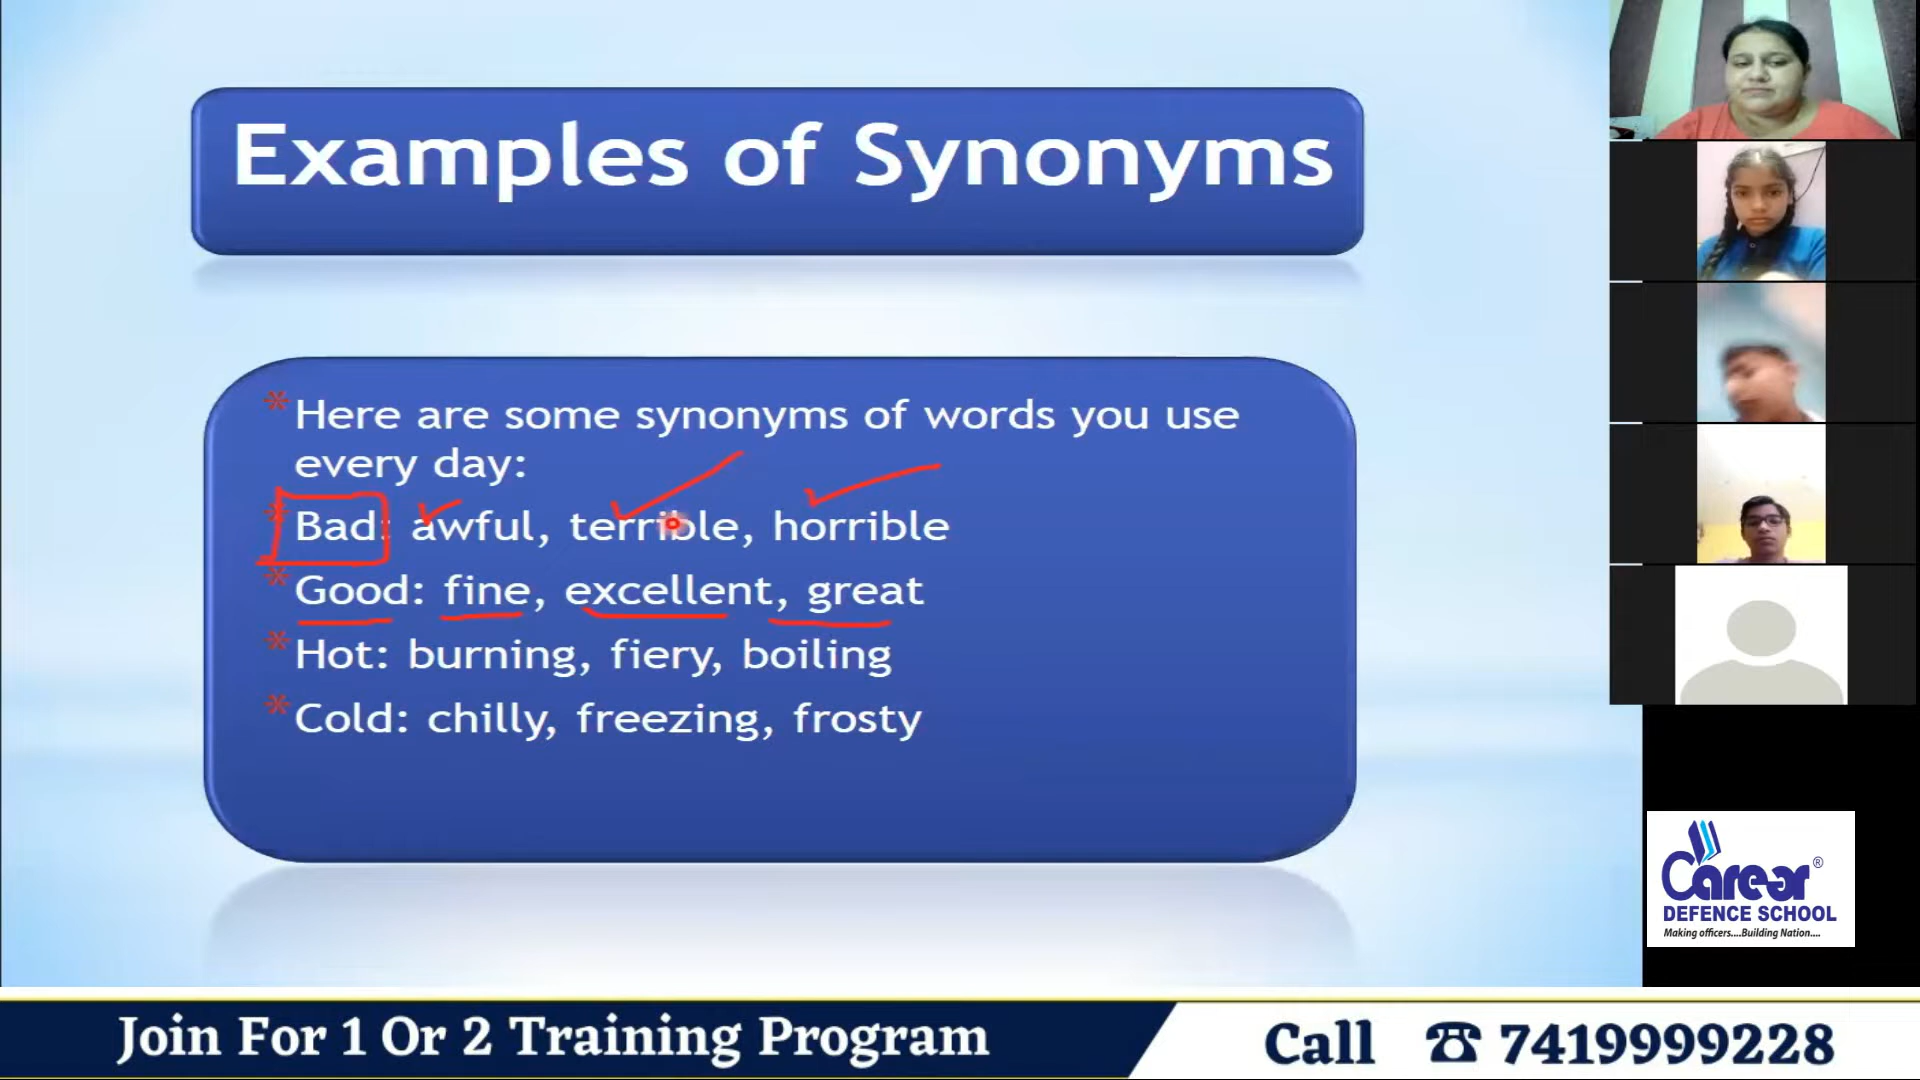 Examples of Synonyms
* Here are some synonyms of words you use
every day:
* Bad: awful, terrible, horrible
* Good: fine, excellent, great
* Hot: burning, fiery, boiling
* Cold: chilly, freezing, frosty
Carear®
DEFENCE SCHOOL
Making officers....Building Nation....
Join For 1 Or 2 Training Program
Call ☎ 7419999228